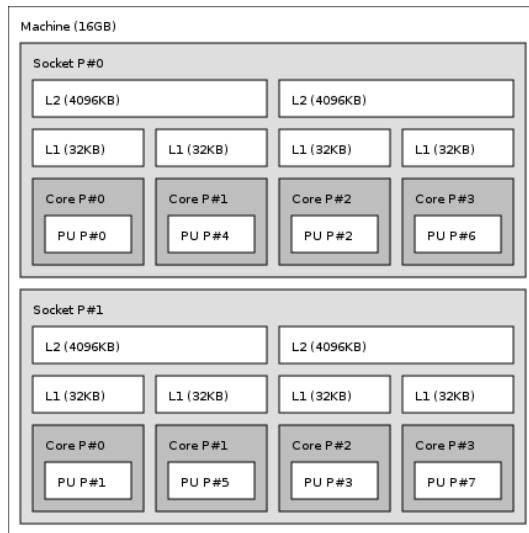 Machine (16GB)
Socket P#0
L2 (4096KB) L2 (4096KB)
L1 (32KB) L1 (32KB) L1 (32KB) L1 (32KB)
Core P#0 Core P#1 Core P#2 Core P#3
PU P#0 PU P#4 PU P#2 PU P#6
Socket P#1
L2 (4096KB) L2 (4096KB)
L1 (32KB) L1 (32KB) L1 (32KB) L1 (32KB)
Core P#0 Core P#1 Core P#2 Core P#3
PU P#1 PU P#5 PU P#3 PU P#7